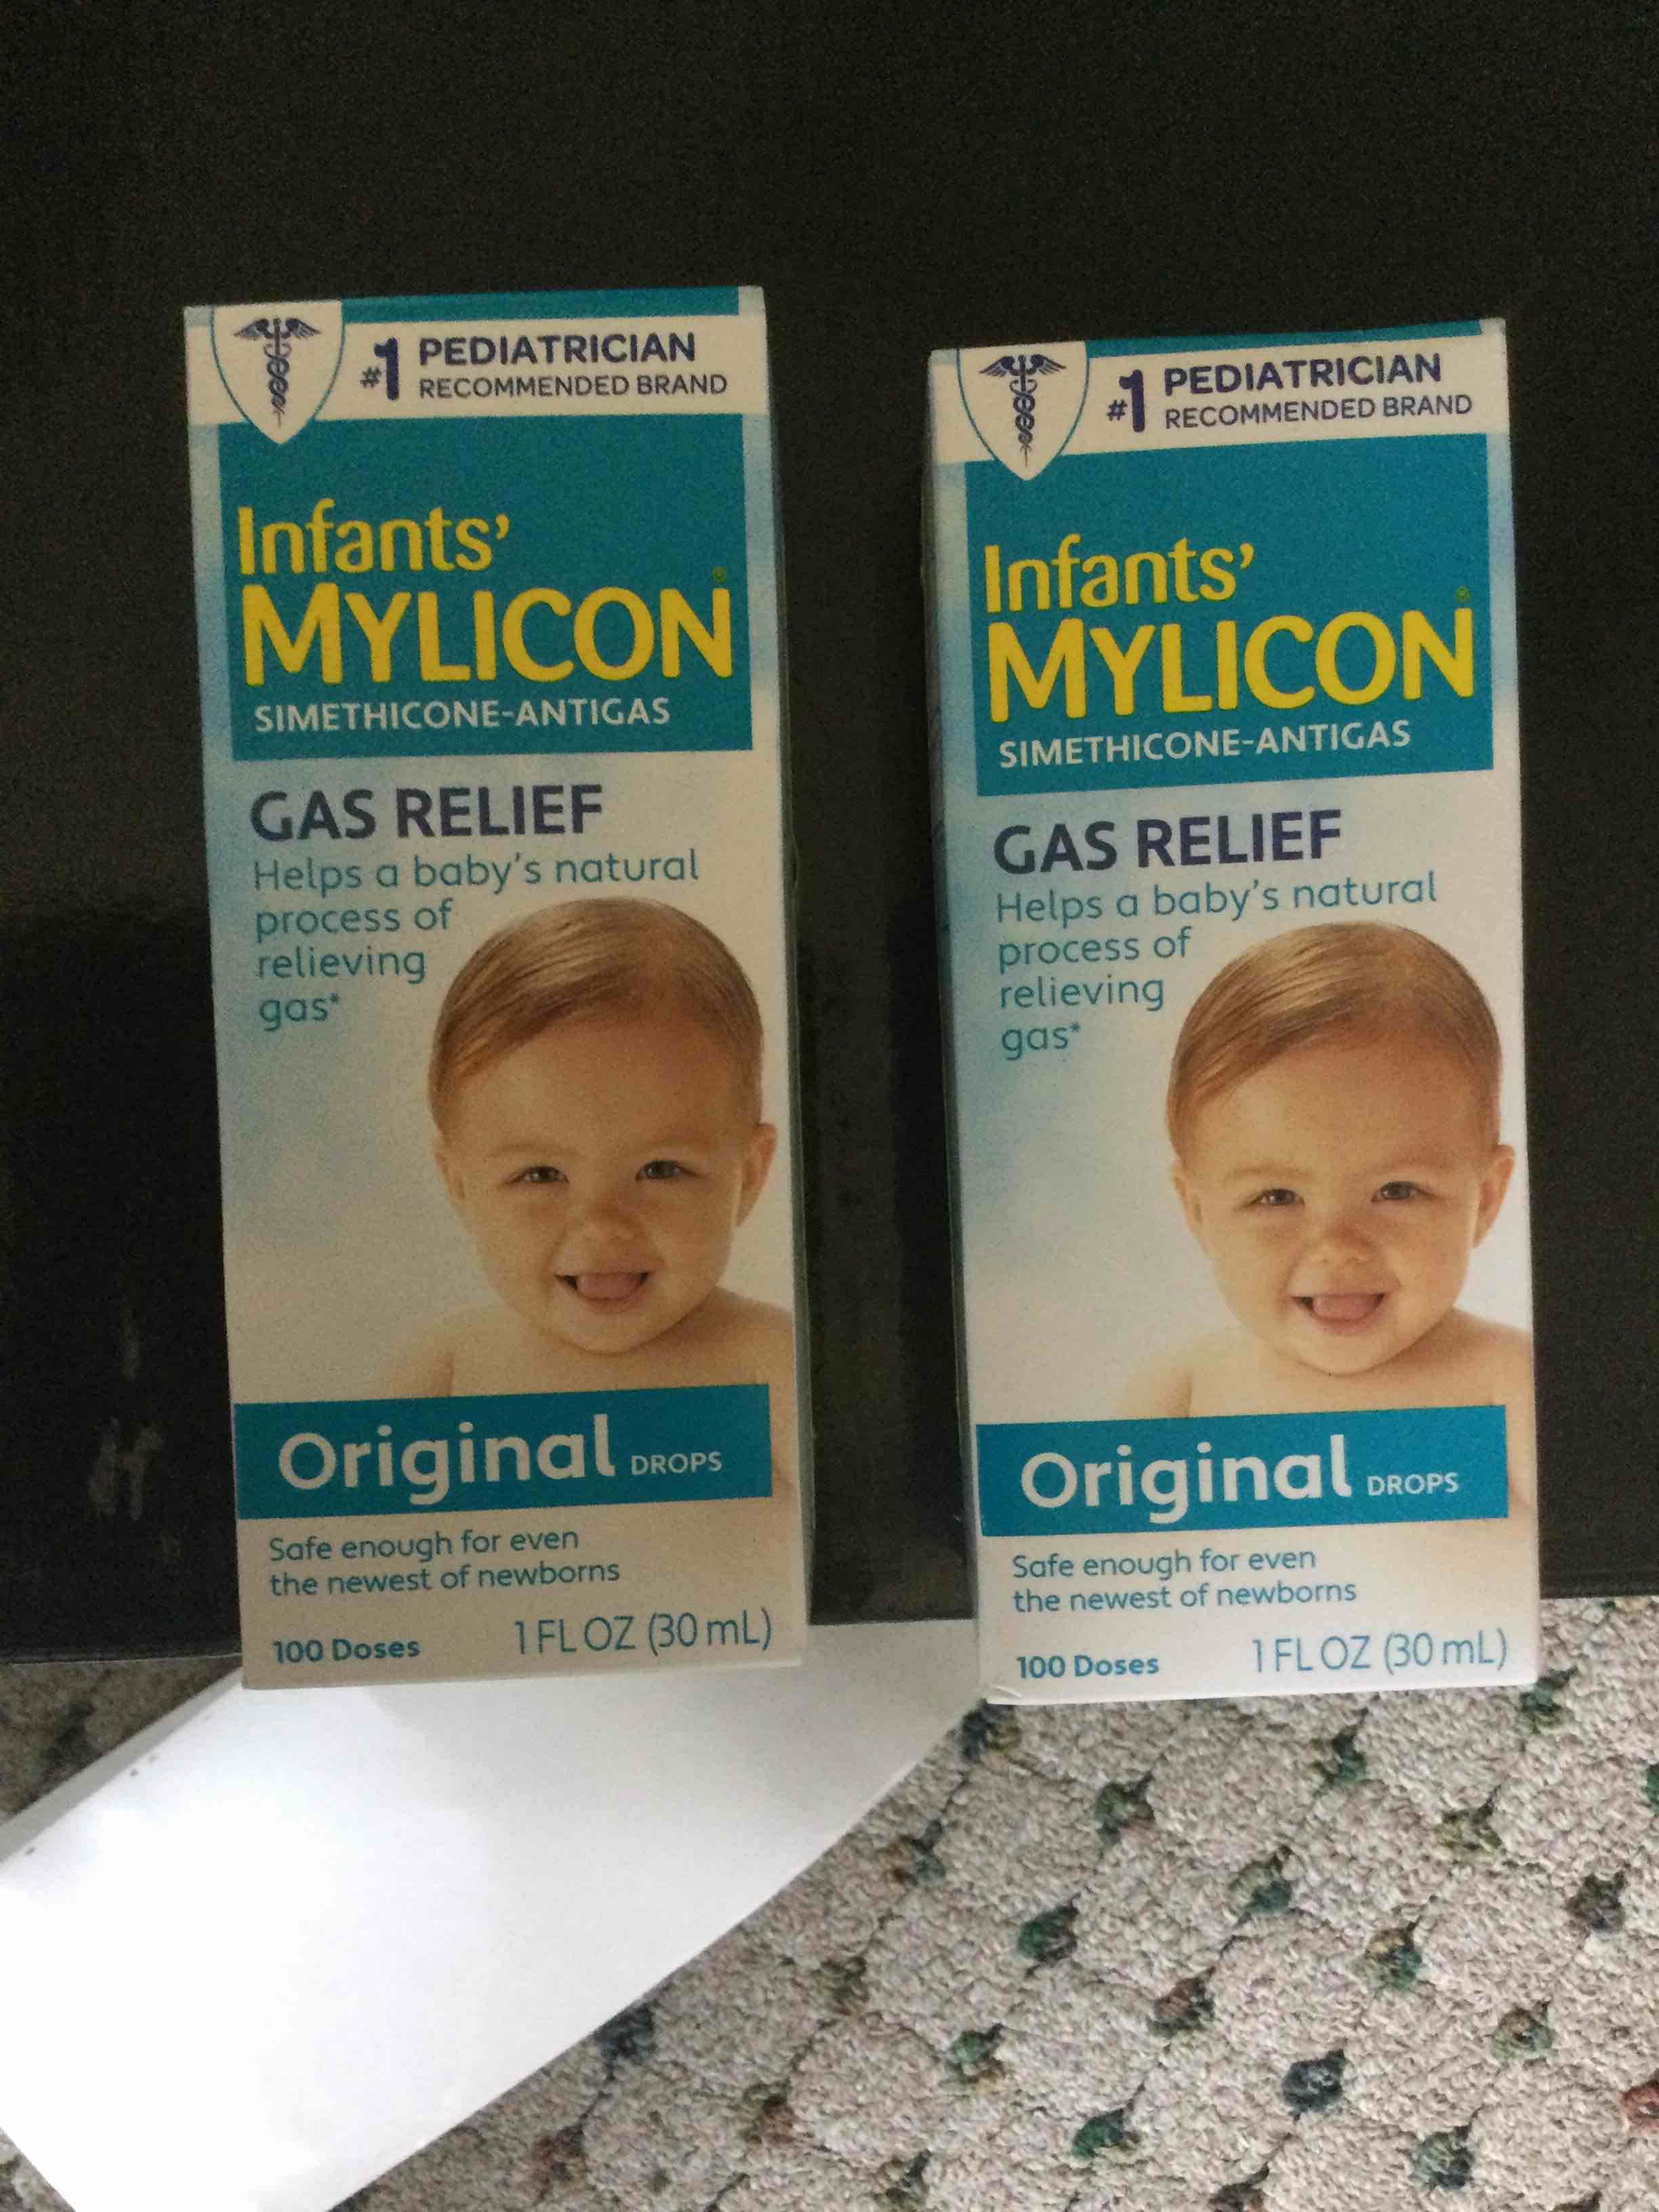 #1 PEDIATRICIAN
RECOMMENDED BRAND
Infants'
MYLICON®
SIMETHICONE-ANTIGAS
GAS RELIEF
Helps a baby's natural
process of
relieving
gas*
Original DROPS
Safe enough for even
the newest of newborns
100 Doses 1 FL OZ (30 mL)
#1 PEDIATRICIAN
RECOMMENDED BRAND
Infants'
MYLICON®
SIMETHICONE-ANTIGAS
GAS RELIEF
Helps a baby's natural
process of
relieving
gas*
Original DROPS
Safe enough for even
the newest of newborns
100 Doses 1 FL OZ (30 mL)